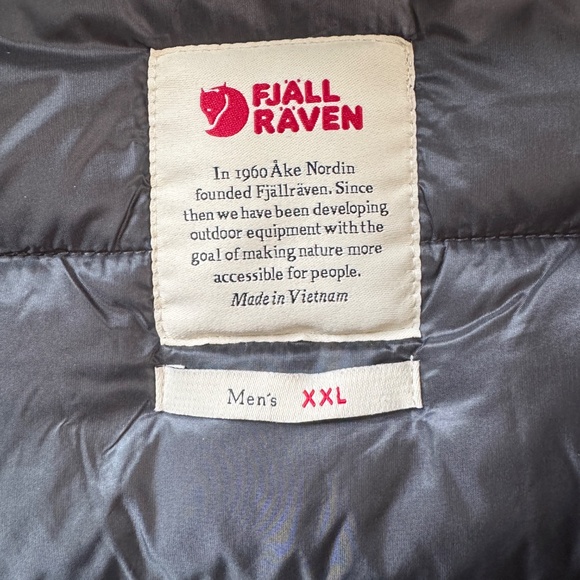 FJÄLL
RÄVEN
In 1960 Åke Nordin
founded Fjällräven. Since
then we have been developing
outdoor equipment with the
goal of making nature more
accessible for people.
Made in Vietnam
Men's XXL